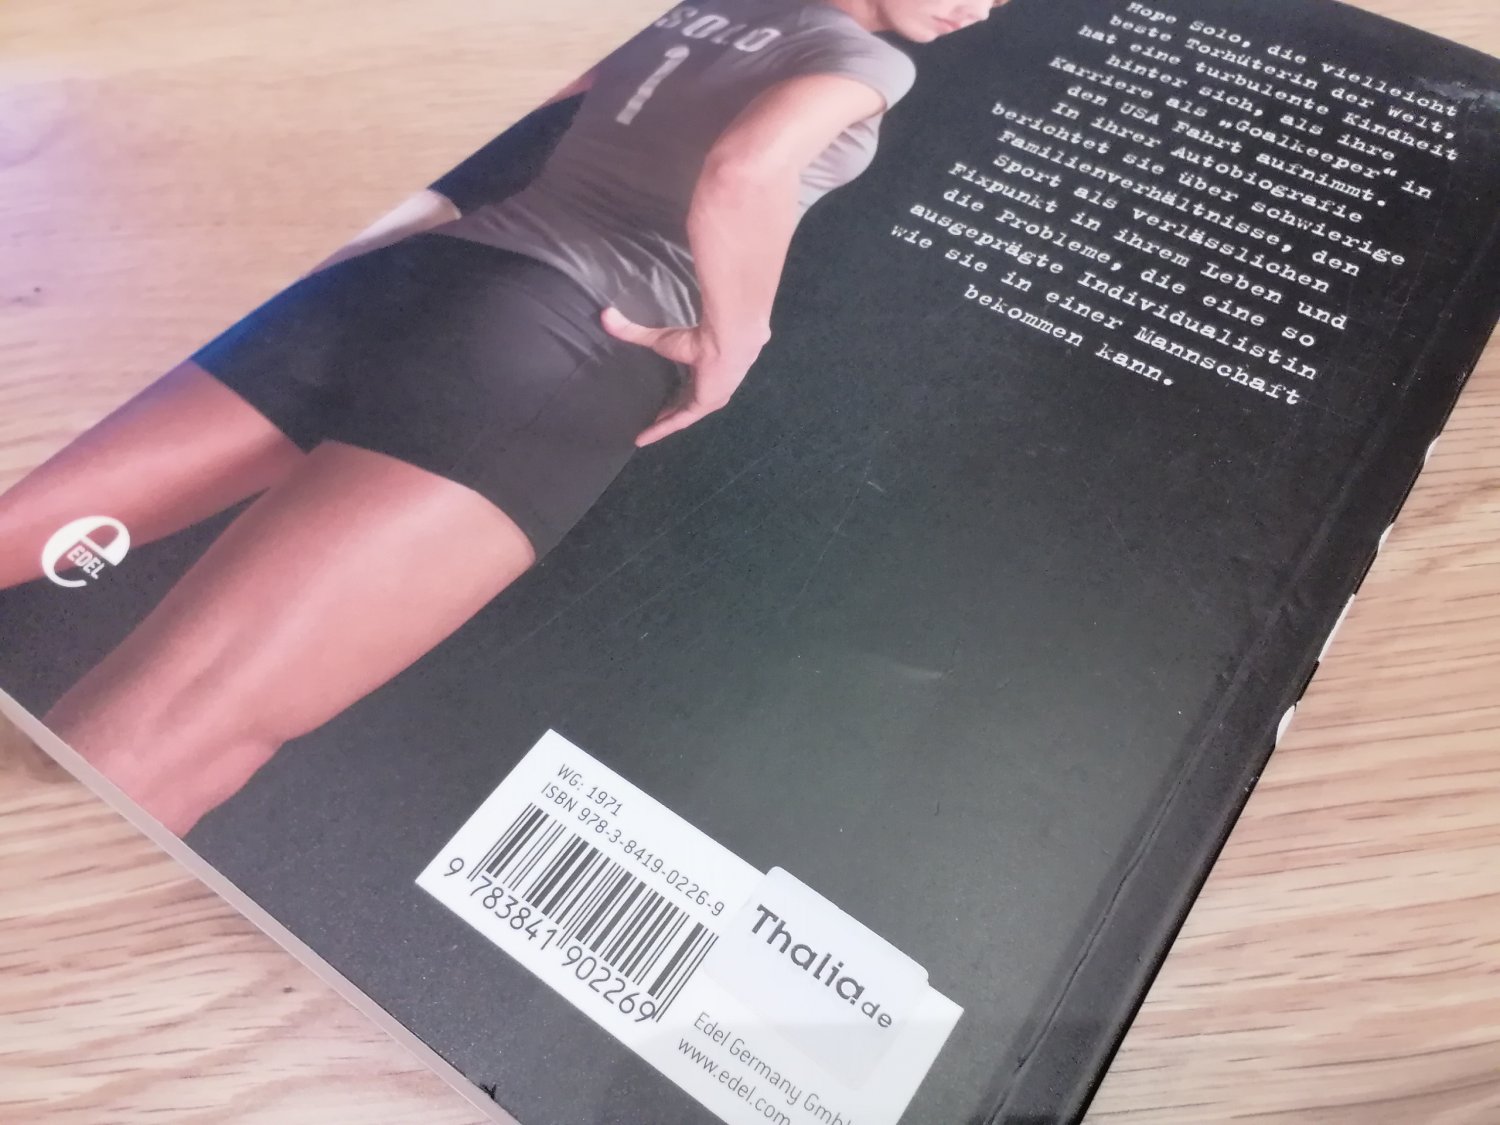 SOLO
1
Hope Solo, die vielleicht
beste Torhüterin der Welt,
hat eine turbulente Kindheit
hinter sich, als ihre
Karriere als „Goalkeeper“ in
den USA Fahrt aufnimmt.
In ihrer Autobiografie
berichtet sie über schwierige
Familienverhältnisse, den
Sport als verlässlichen
Fixpunkt in ihrem Leben und
die Probleme, die eine so
ausgeprägte Individualistin
wie sie in einer Mannschaft
bekommen kann.
e
EDEL
WG: 1971
ISBN 978-3-8419-0226-9
9 783841 902269
Thalia.de
Edel Germany Gmb
www.edel.com